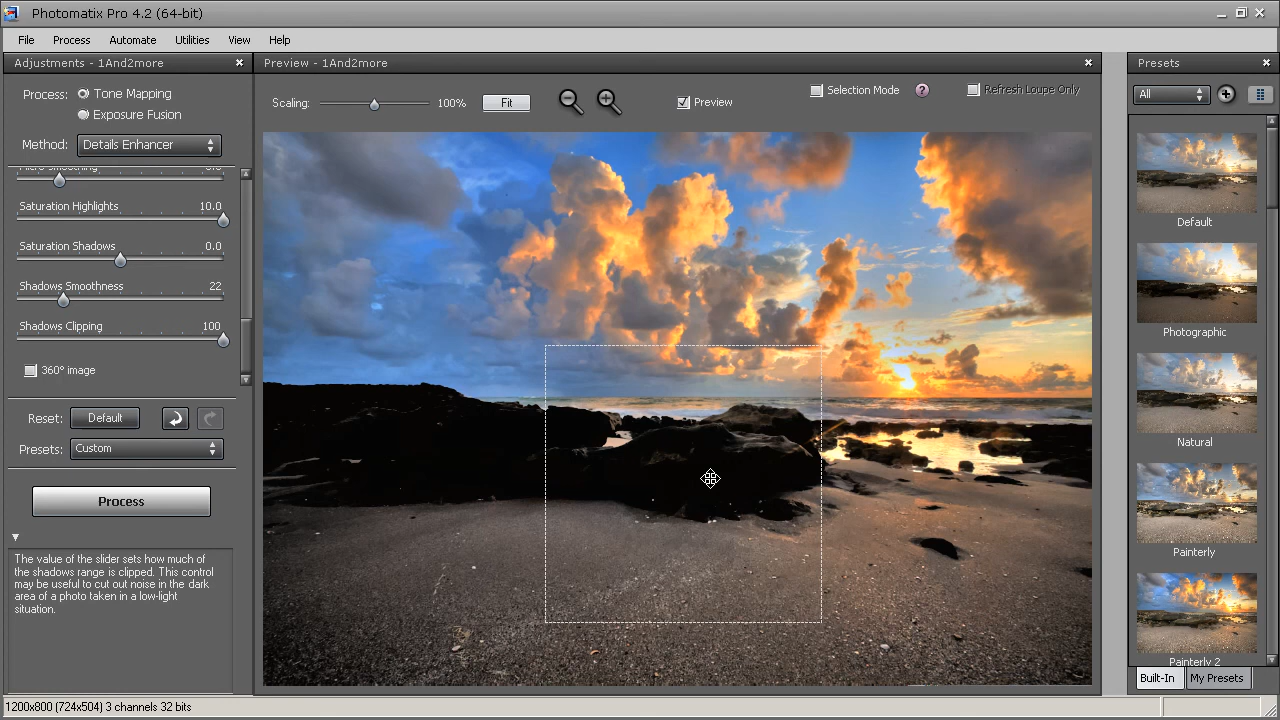 Photomatix Pro 4.2 (64-bit)
File Process Automate Utilities View Help
Adjustments - 1And2more
Process: Tone Mapping
Exposure Fusion
Method: Details Enhancer
Micro Smoothing 0.0
Saturation Highlights 10.0
Saturation Shadows 0.0
Shadows Smoothness 22
Shadows Clipping 100
360° image
Reset: Default
Presets: Custom
Process
The value of the slider sets how much of
the shadows range is clipped. This control
may be useful to cut out noise in the dark
area of a photo taken in a low-light
situation.
Preview - 1And2more
Scaling: 100% Fit Preview Selection Mode ? Refresh Loupe Only
Presets
All
Default
Photographic
Natural
Painterly
Painterly 2
Built-In My Presets
1200x800 (724x504) 3 channels 32 bits